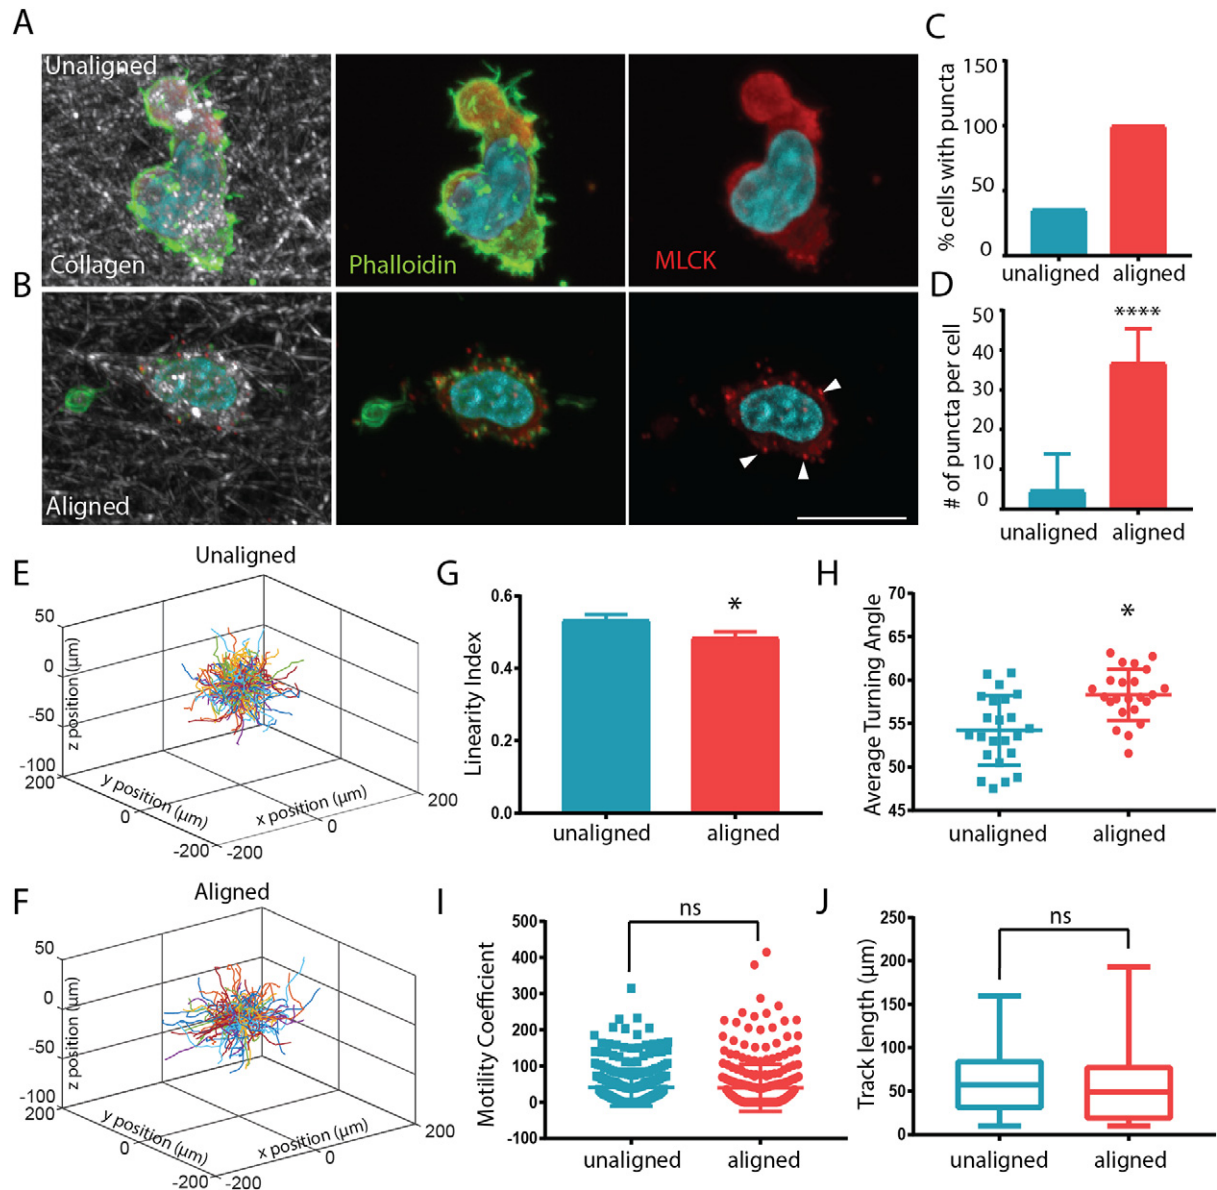 A
Unaligned
Collagen
Phalloidin
MLCK
B
Aligned
C
% cells with puncta
150
100
50
0
unaligned
aligned
D
# of puncta per cell
50
40
30
20
10
0
****
unaligned
aligned
E
Unaligned
50
0
-50
-100
z position (µm)
200
y position (µm)
0
-200
-200
x position (µm)
0
200
F
Aligned
50
0
-50
-100
z position (µm)
200
y position (µm)
0
-200
-200
x position (µm)
0
200
G
Linearity Index
0.6
0.4
0.2
0.0
*
unaligned
aligned
H
Average Turning Angle
70
65
60
55
50
45
*
unaligned
aligned
I
Motility Coefficient
500
400
300
200
100
0
-100
ns
unaligned
aligned
J
Track length (µm)
250
200
150
100
50
0
ns
unaligned
aligned